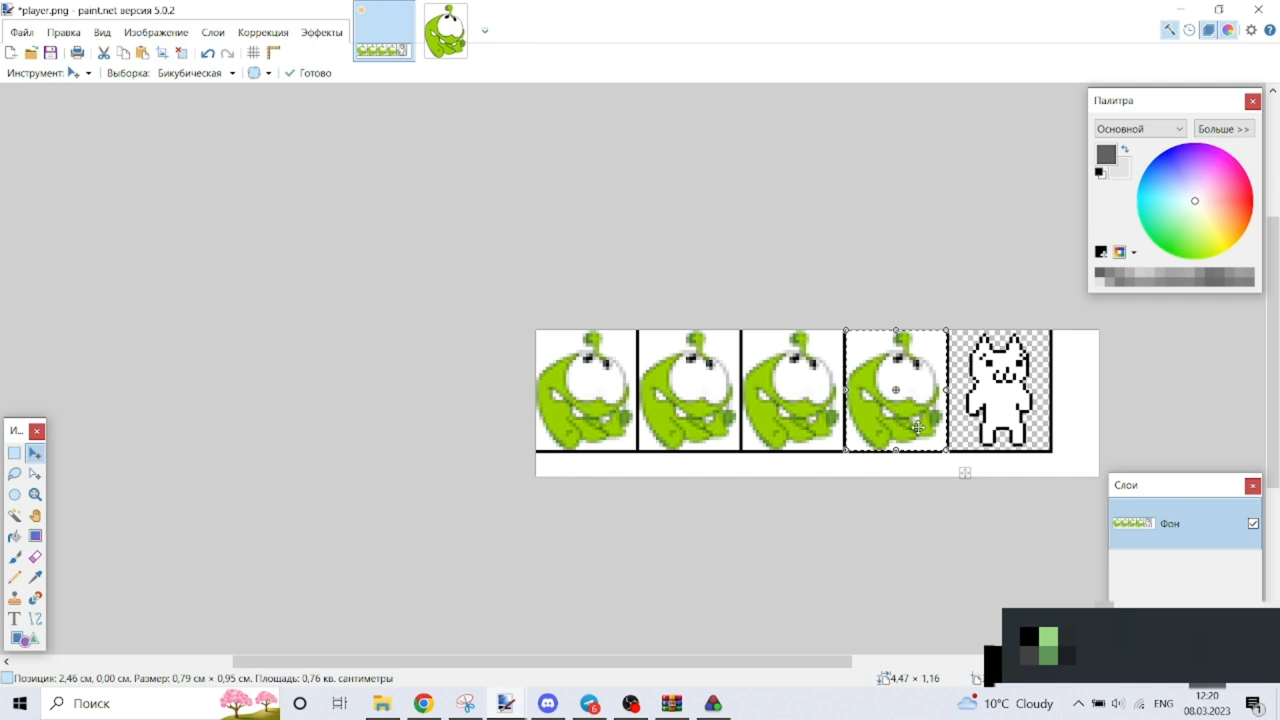 *player.png - paint.net версия 5.0.2
Файл Правка Вид Изображение Слои Коррекция Эффекты
Инструмент: Выборка: Бикубическая Готово
Палитра
Основной Больше >>
И...
Слои
Фон
T
Позиция: 2,46 см, 0,00 см. Размер: 0,79 см × 0,95 см. Площадь: 0,76 кв. сантиметры
4,47 × 1,16
Поиск
6
10°C Cloudy
ENG
12:20
08.03.2023
1